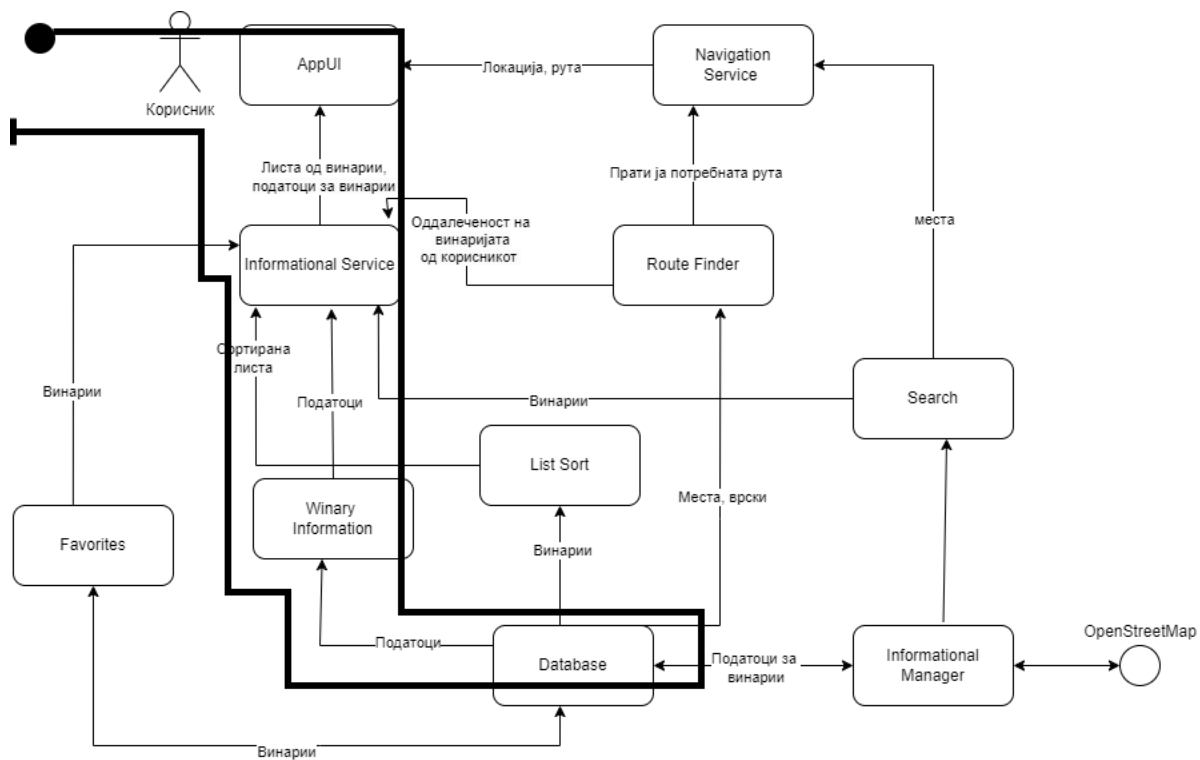 AppUI
Navigation
Service
Локација, рута
Корисник
Листа од винарии,
податоци за винарии
Прати ја потребната рута
места
Оддалеченост на
винаријата
од корисникот
Informational Service
Route Finder
Сортирана
листа
Винарии
Податоци
Винарии
Search
List Sort
Места, врски
Winary
Information
Favorites
Винарии
Податоци
Database
Податоци за
винарии
Informational
Manager
OpenStreetMap
Винарии